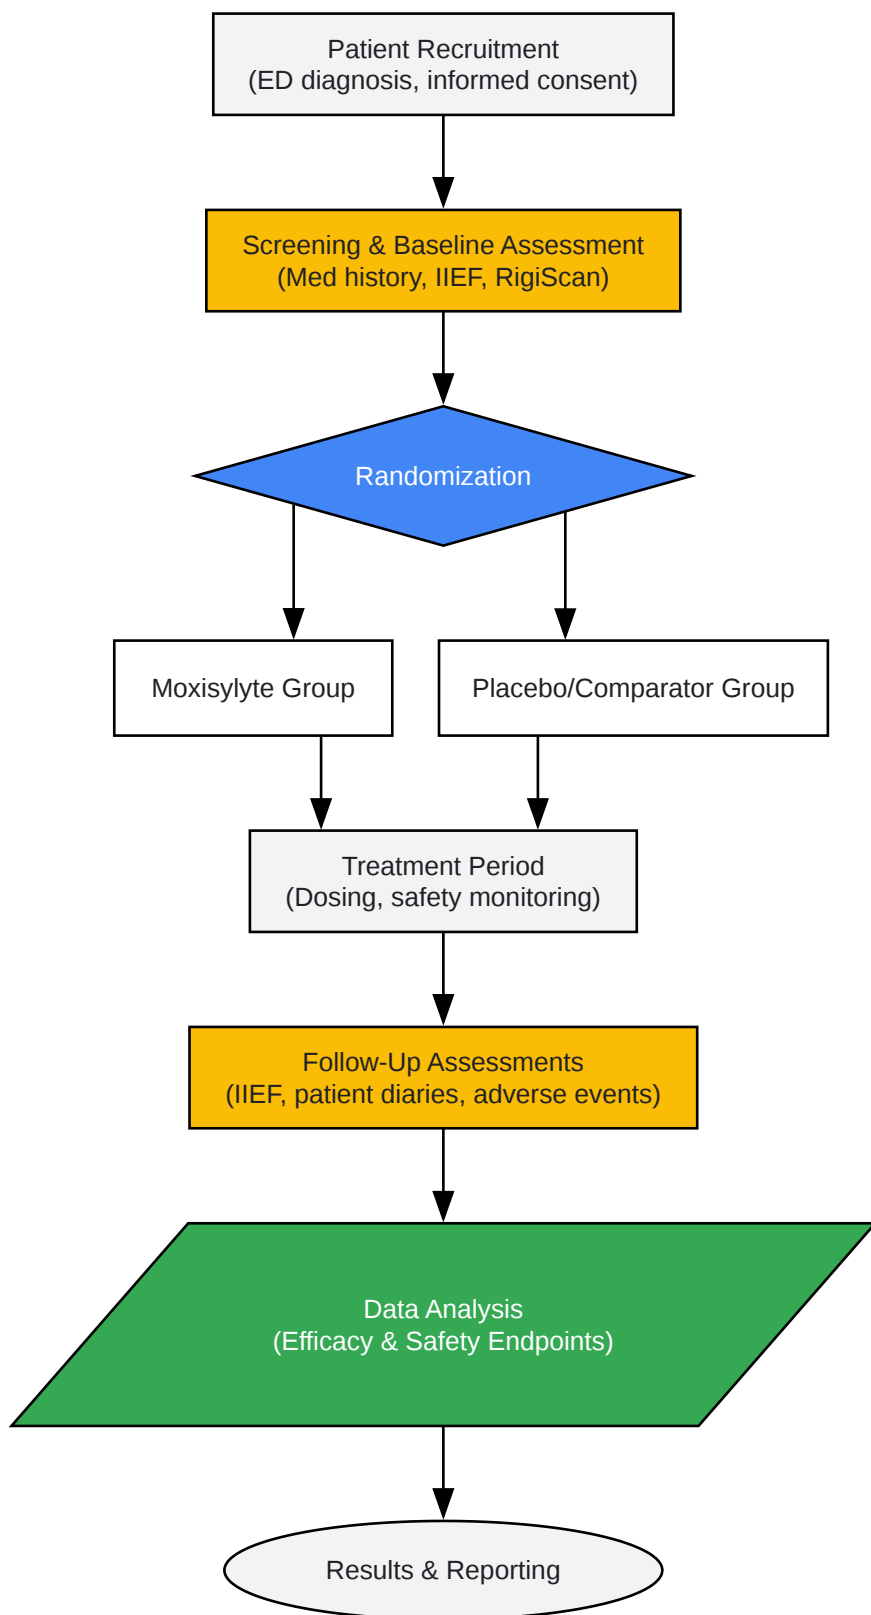 Patient Recruitment
(ED diagnosis, informed consent)
Screening & Baseline Assessment
(Med history, IIEF, RigiScan)
Randomization
Moxisylyte Group
Placebo/Comparator Group
Treatment Period
(Dosing, safety monitoring)
Follow-Up Assessments
(IIEF, patient diaries, adverse events)
Data Analysis
(Efficacy & Safety Endpoints)
Results & Reporting